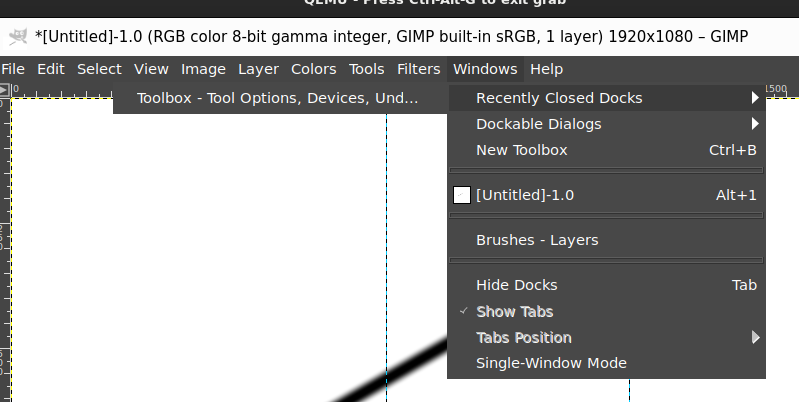 QEMU - Press Ctrl-Alt-G to exit grab
*[Untitled]-1.0 (RGB color 8-bit gamma integer, GIMP built-in sRGB, 1 layer) 1920x1080 – GIMP
File Edit Select View Image Layer Colors Tools Filters Windows Help
0 1500
Toolbox - Tool Options, Devices, Und...
Recently Closed Docks
Dockable Dialogs
New Toolbox Ctrl+B
[Untitled]-1.0 Alt+1
Brushes - Layers
Hide Docks Tab
Show Tabs
Tabs Position
Single-Window Mode